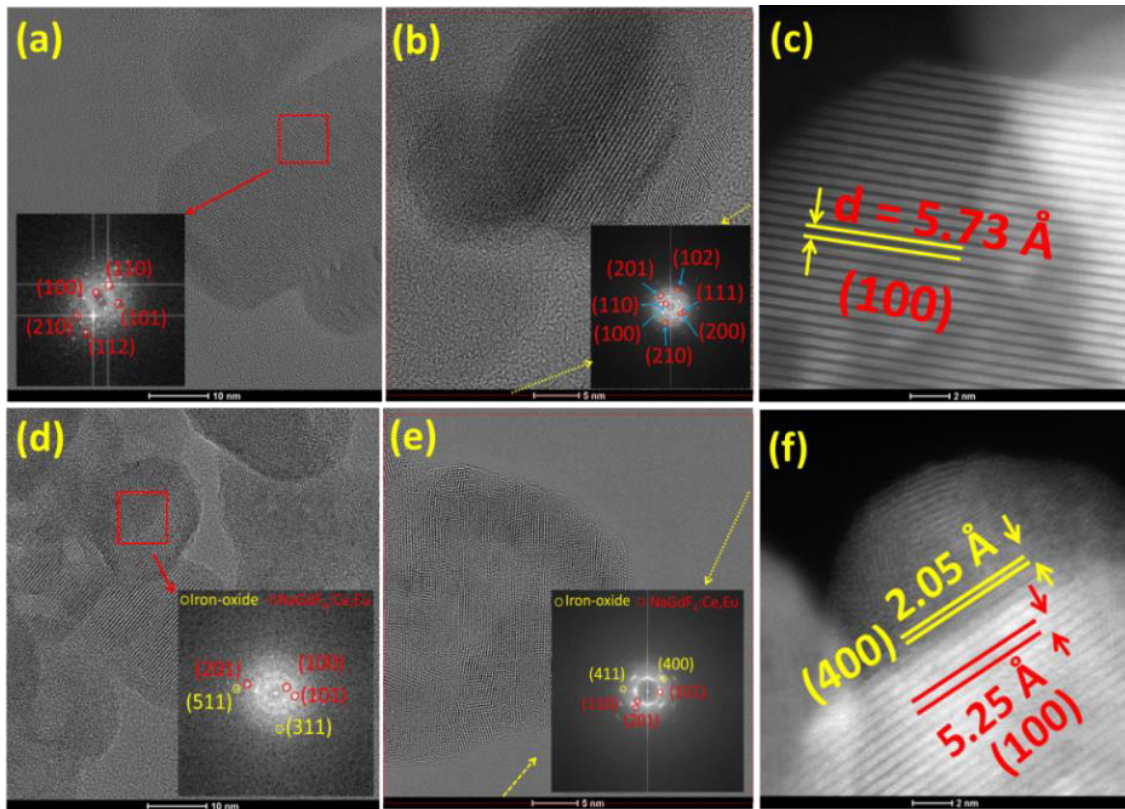 (a)
(110)
(100)
(101)
(210)
(112)
10 nm
(b)
(102)
(201)
(111)
(110)
(100)
(200)
(210)
5 nm
(c)
d = 5.73 Å
(100)
2 nm
(d)
Iron-oxide NaGdF₄:Ce,Eu
(100)
(201)
(101)
(511)
(311)
10 nm
(e)
Iron-oxide NaGdF₄:Ce,Eu
(400)
(411)
(110)
(201)
5 nm
(f)
2.05 Å
(400)
5.25 Å
(100)
2 nm